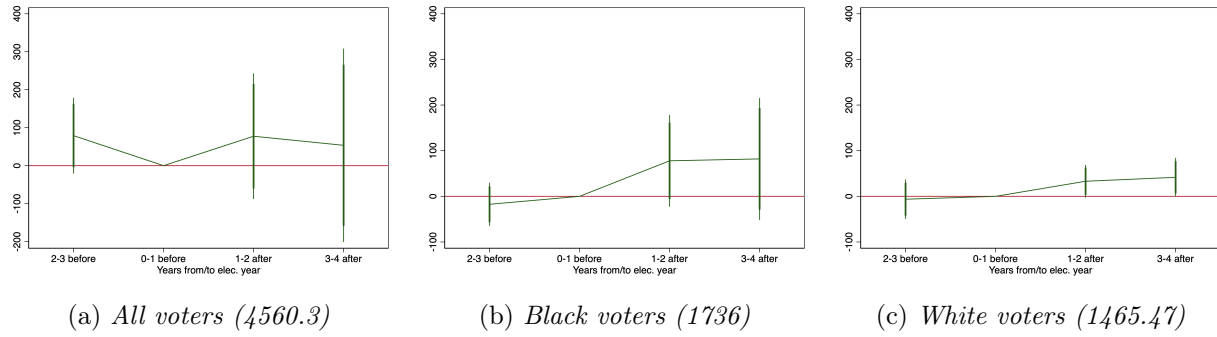 400
300
200
100
0
-100
-200
2-3 before 0-1 before 1-2 after 3-4 after
Years from/to elec. year
(a) All voters (4560.3)
400
300
200
100
0
-100
2-3 before 0-1 before 1-2 after 3-4 after
Years from/to elec. year
(b) Black voters (1736)
400
300
200
100
0
-100
2-3 before 0-1 before 1-2 after 3-4 after
Years from/to elec. year
(c) White voters (1465.47)